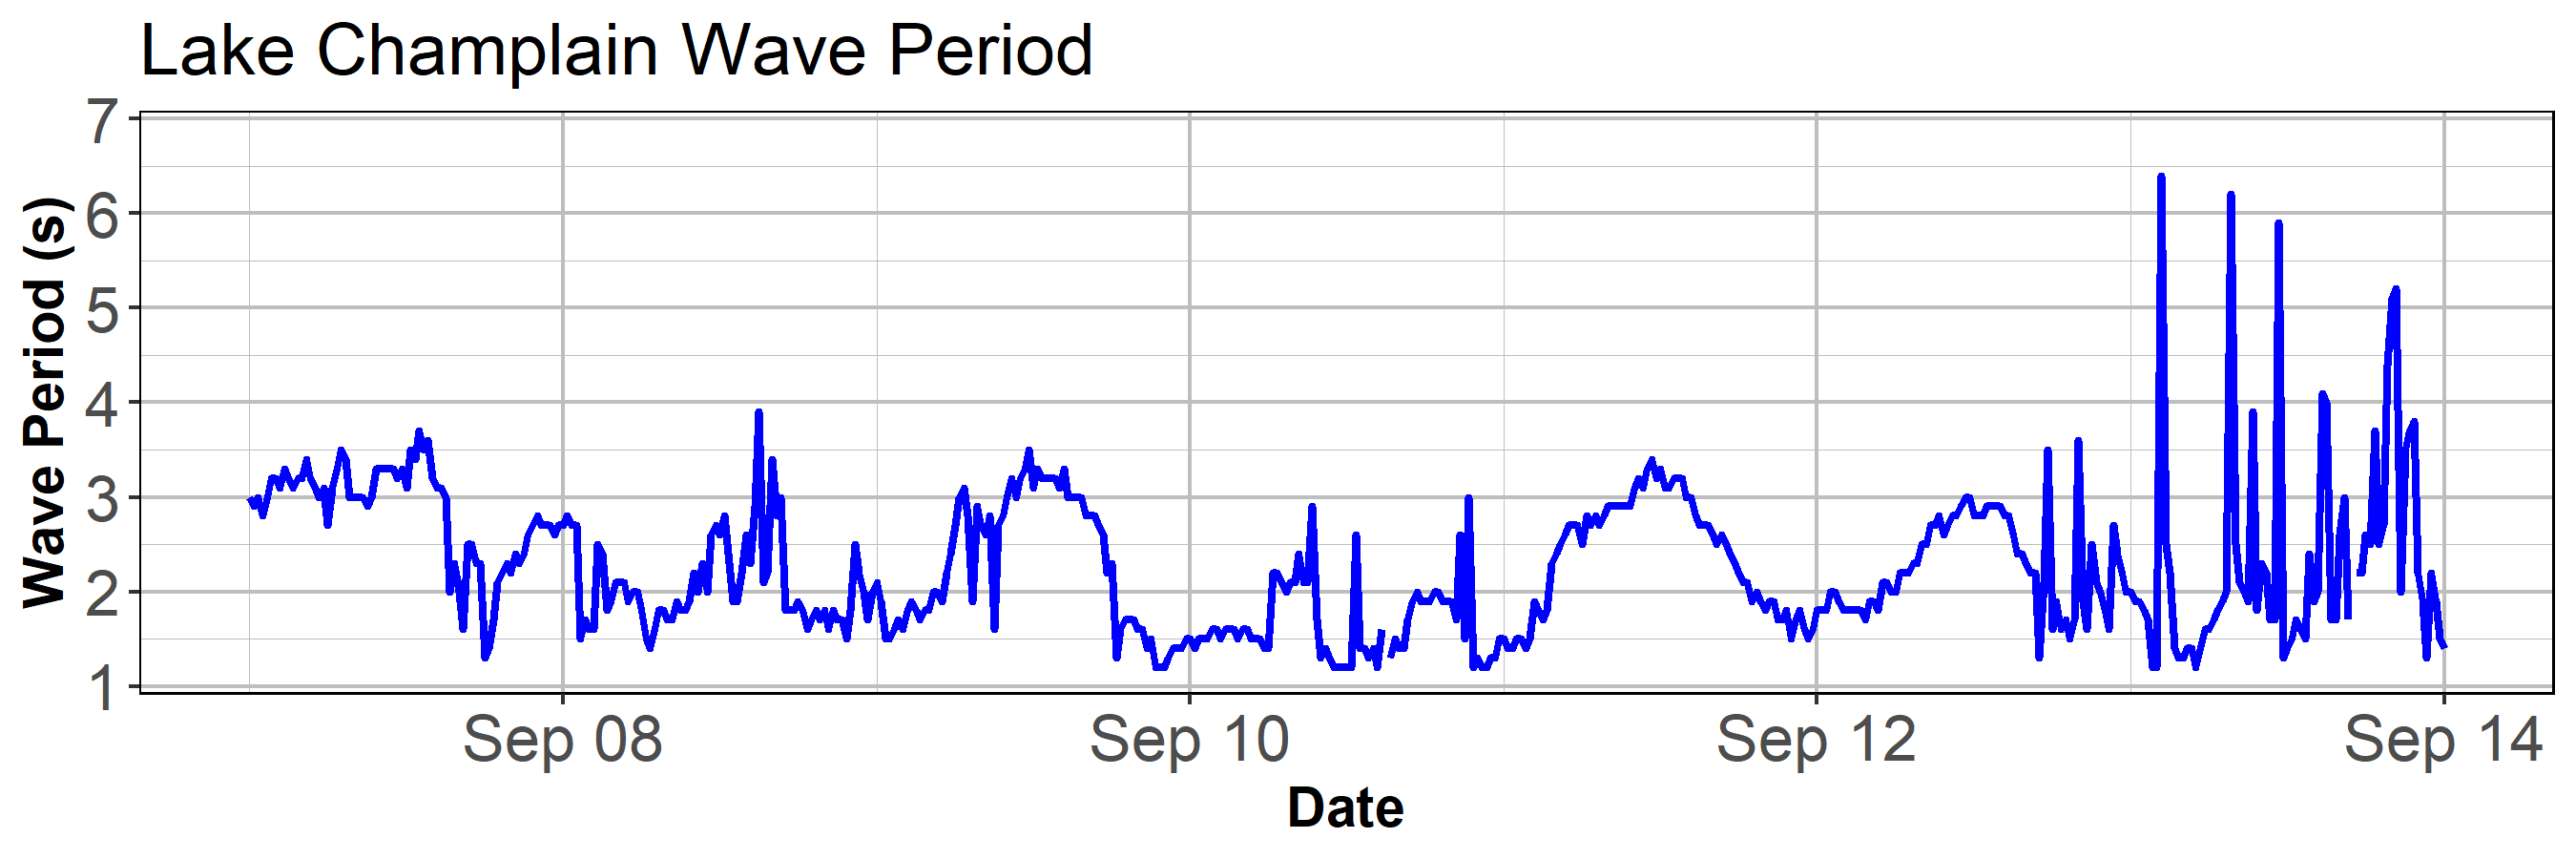 Lake Champlain Wave Period
Wave Period (s)
7
6
5
4
3
2
1
Sep 08
Sep 10
Sep 12
Sep 14
Date